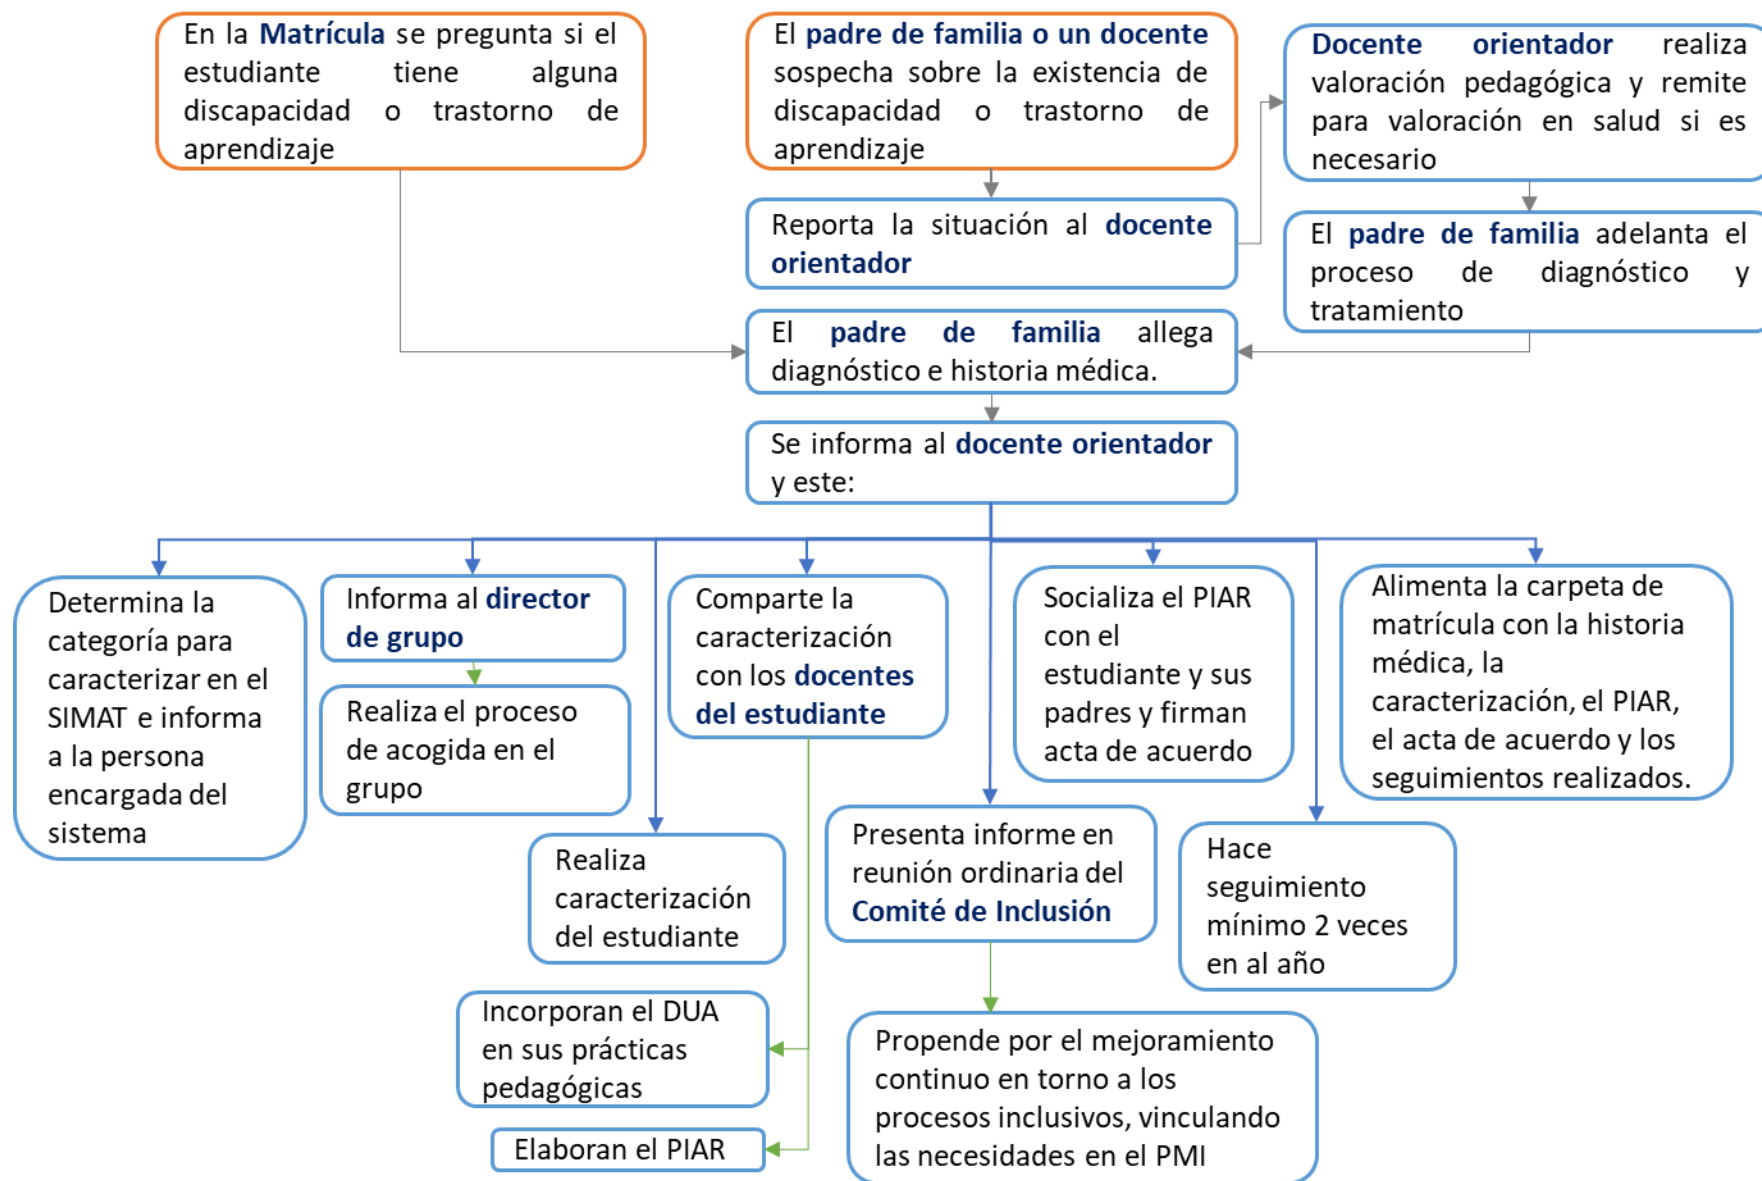 En la Matrícula se pregunta si el
estudiante tiene alguna
discapacidad o trastorno de
aprendizaje
El padre de familia o un docente
sospecha sobre la existencia de
discapacidad o trastorno de
aprendizaje
Docente orientador realiza
valoración pedagógica y remite
para valoración en salud si es
necesario
Reporta la situación al docente
orientador
El padre de familia adelanta el
proceso de diagnóstico y
tratamiento
El padre de familia allega
diagnóstico e historia médica.
Se informa al docente orientador
y este:
Determina la
categoría para
caracterizar en el
SIMAT e informa
a la persona
encargada del
sistema
Informa al director
de grupo
Realiza el proceso
de acogida en el
grupo
Realiza
caracterización
del estudiante
Comparte la
caracterización
con los docentes
del estudiante
Incorporan el DUA
en sus prácticas
pedagógicas
Elaboran el PIAR
Presenta informe en
reunión ordinaria del
Comité de Inclusión
Propende por el mejoramiento
continuo en torno a los
procesos inclusivos, vinculando
las necesidades en el PMI
Socializa el PIAR
con el
estudiante y sus
padres y firman
acta de acuerdo
Hace
seguimiento
mínimo 2 veces
en al año
Alimenta la carpeta de
matrícula con la historia
médica, la
caracterización, el PIAR,
el acta de acuerdo y los
seguimientos realizados.